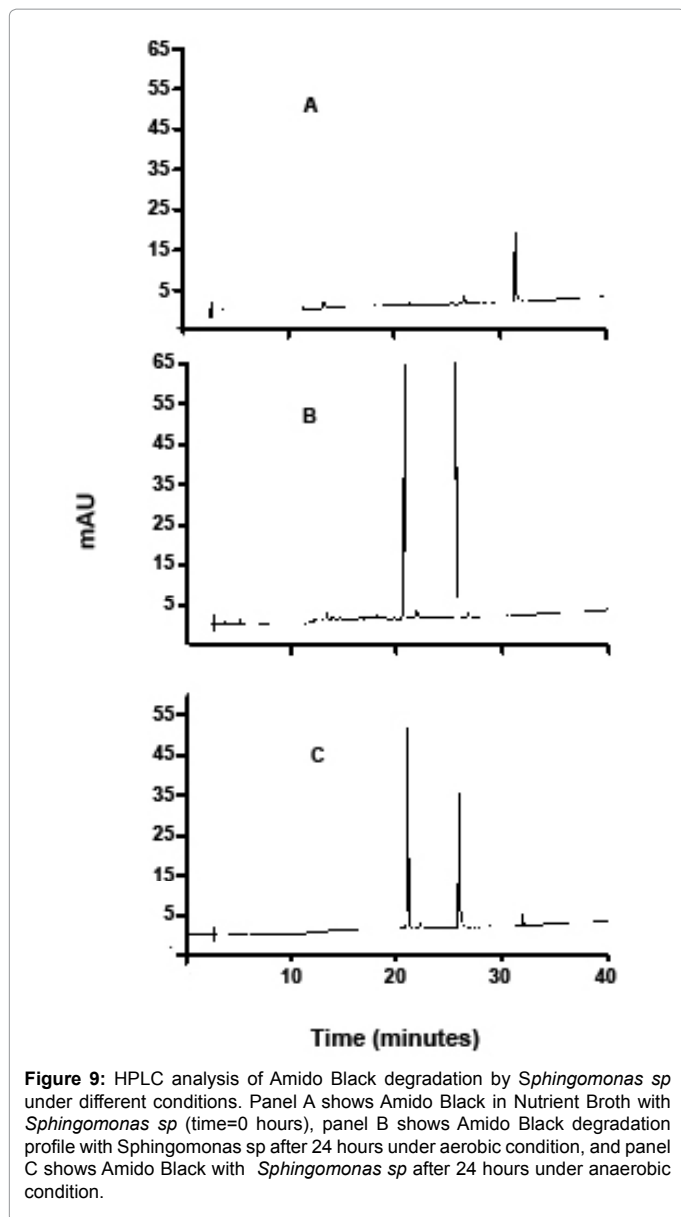 65
55
45
35
25
15
5
A
65
55
45
35
25
15
5
B
mAU
55
45
35
25
15
5
C
10
20
30
40
Time (minutes)
Figure 9: HPLC analysis of Amido Black degradation by Sphingomonas sp
under different conditions. Panel A shows Amido Black in Nutrient Broth with
Sphingomonas sp (time=0 hours), panel B shows Amido Black degradation
profile with Sphingomonas sp after 24 hours under aerobic condition, and panel
C shows Amido Black with Sphingomonas sp after 24 hours under anaerobic
condition.